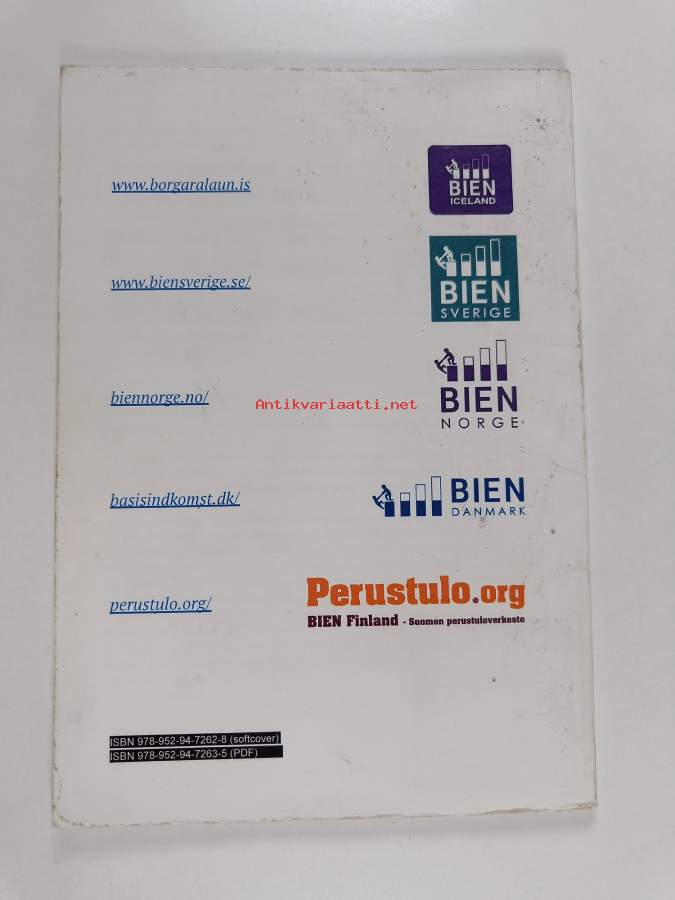 www.borgaralaun.is
BIEN
ICELAND
www.biensverige.se/
BIEN
SVERIGE
biennorge.no/
Antikvariaatti.net
BIEN
NORGE
basisindkomst.dk/
BIEN
DANMARK
perustulo.org/
Perustulo.org
BIEN Finland - Suomen perustuloverkosto
ISBN 978-952-94-7262-8 (softcover)
ISBN 978-952-94-7263-5 (PDF)